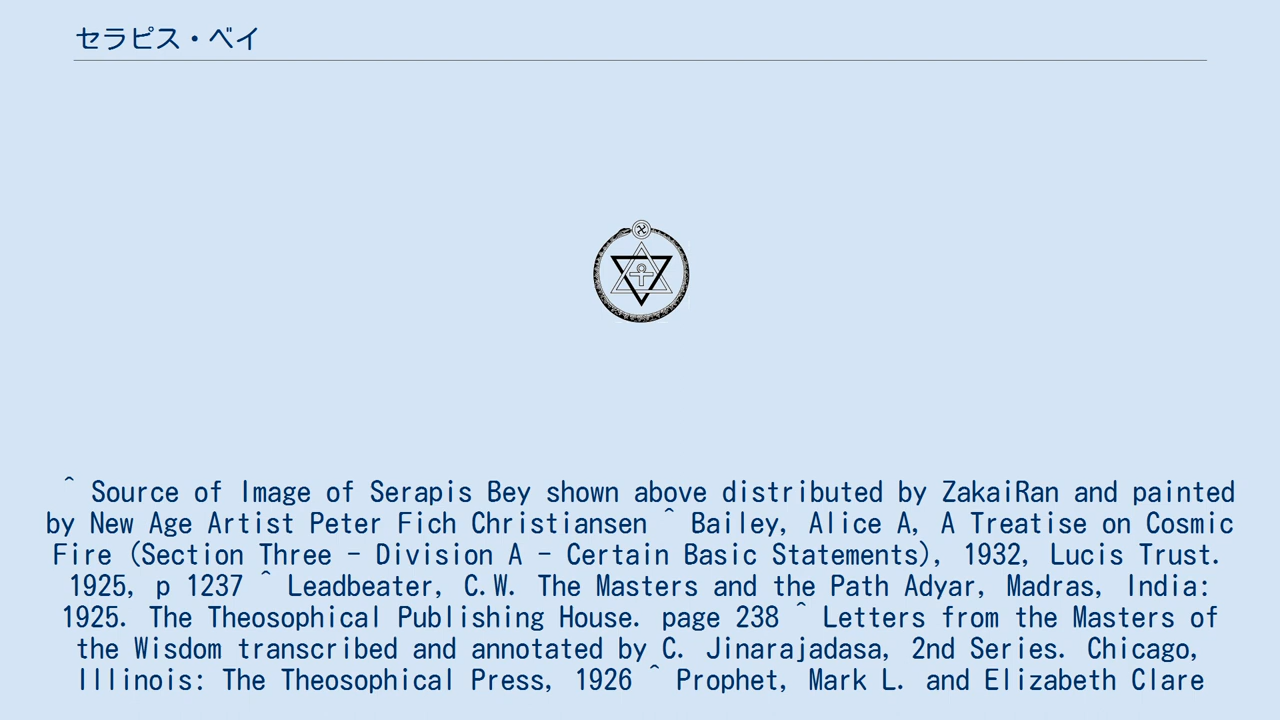 セラピス・ベイ
^ Source of Image of Serapis Bey shown above distributed by ZakaiRan and painted
by New Age Artist Peter Fich Christiansen ^ Bailey, Alice A, A Treatise on Cosmic
Fire (Section Three - Division A - Certain Basic Statements), 1932, Lucis Trust.
1925, p 1237 ^ Leadbeater, C.W. The Masters and the Path Adyar, Madras, India:
1925. The Theosophical Publishing House. page 238 ^ Letters from the Masters of
the Wisdom transcribed and annotated by C. Jinarajadasa, 2nd Series. Chicago,
Illinois: The Theosophical Press, 1926 ^ Prophet, Mark L. and Elizabeth Clare